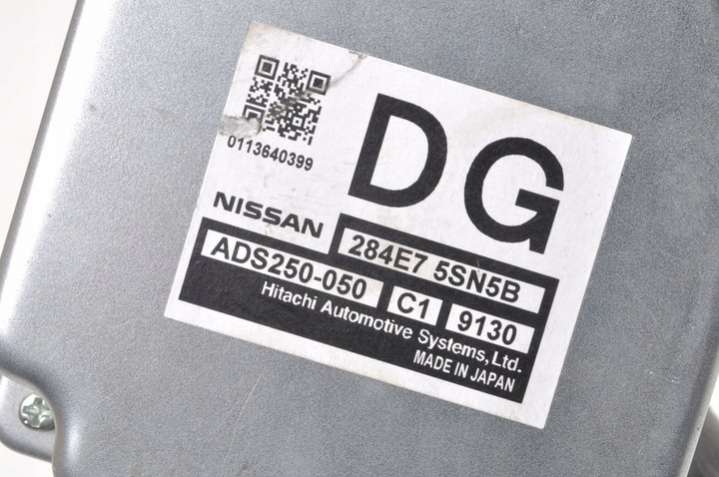 DG
0113640399
NISSAN
284E7 5SN5B
ADS250-050 C1 9130
Hitachi Automotive Systems, Ltd.
MADE IN JAPAN